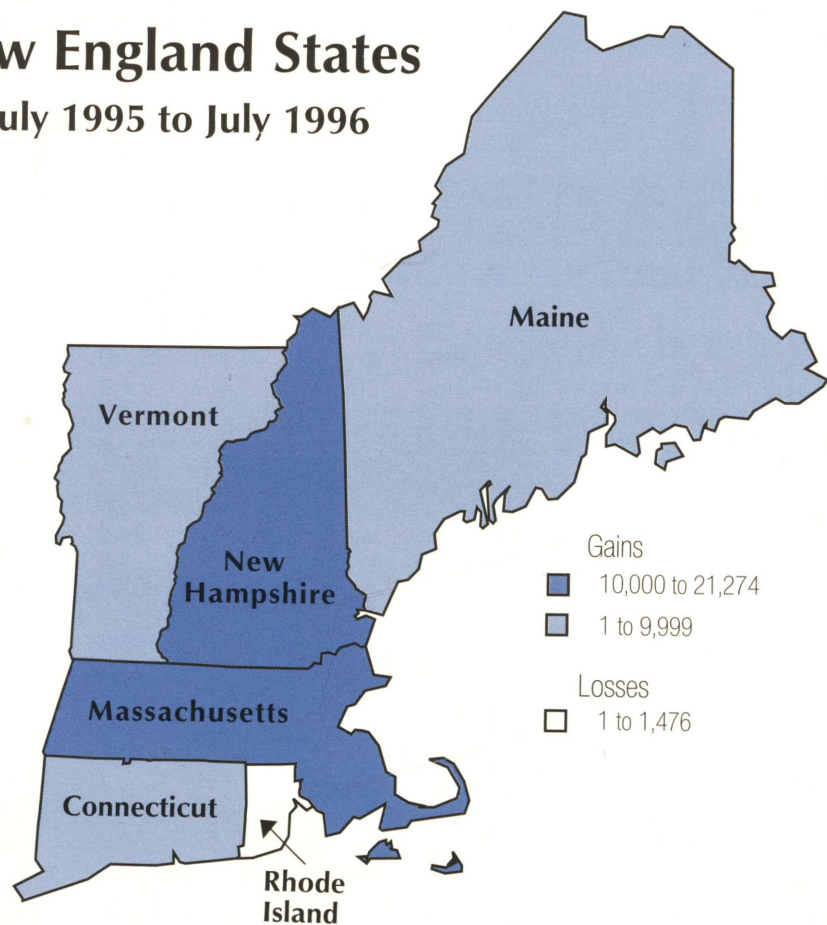 w England States
uly 1995 to July 1996
Maine
Vermont
New
Hampshire
Gains
10,000 to 21,274
1 to 9,999
Losses
1 to 1,476
Massachusetts
Connecticut
Rhode
Island